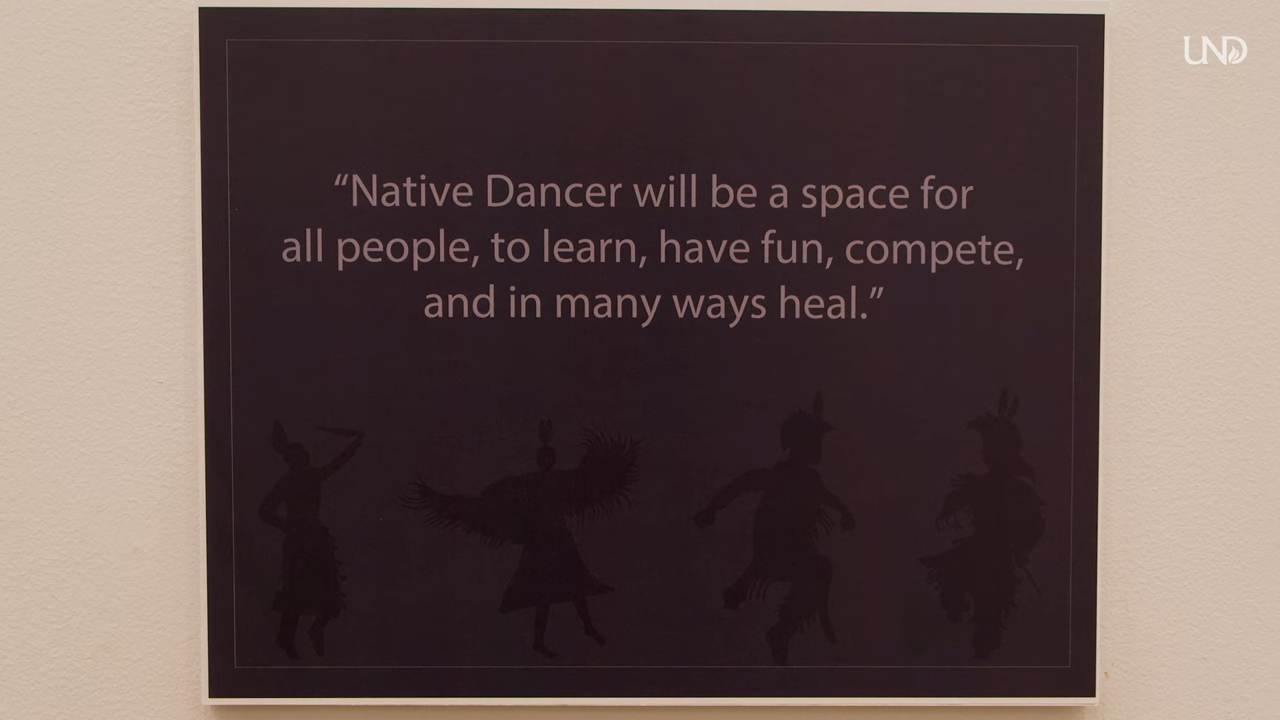 UND
“Native Dancer will be a space for
all people, to learn, have fun, compete,
and in many ways heal.”